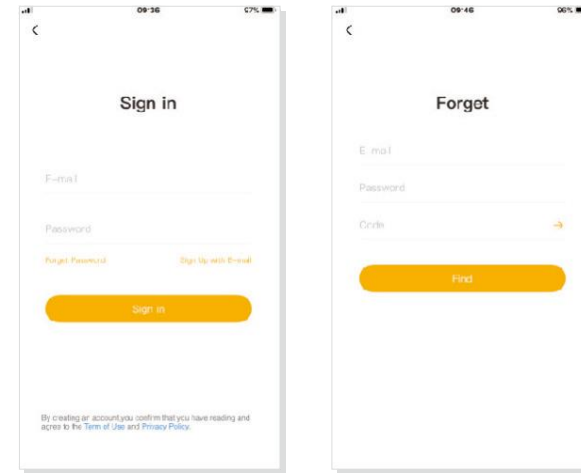 09:36
97%
Sign in
E-mail
Password
Forget Password
Sign Up with E-mail
Sign in
By creating an account,you confirm that you have reading and
agree to the Term of Use and Privacy Policy.
09:46
96%
Forget
E-mail
Password
Code
Find